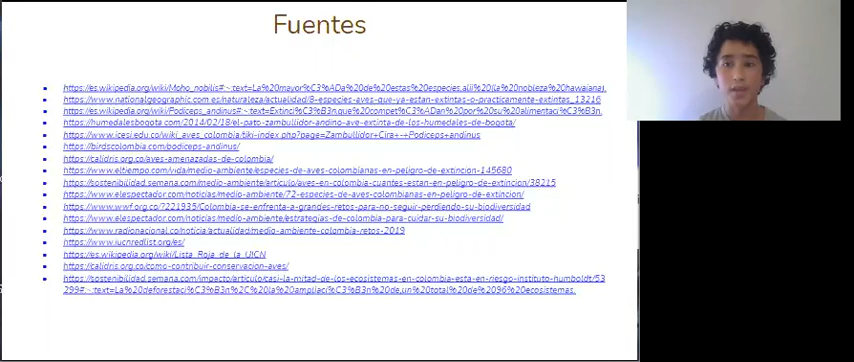 Fuentes
https://es.wikipedia.org/wiki/Moho_nobilis#:~:text=La%20mayor%C3%ADa%20de%20estas%20especies,alii%20(la%20nobleza%20hawaiana).
https://www.nationalgeographic.com.es/naturaleza/actualidad/8-especies-aves-que-ya-estan-extintas-o-practicamente-extintas_13216
https://es.wikipedia.org/wiki/Podiceps_andinus#:~:text=Extinci%C3%B3n,que%20compet%C3%ADan%20por%20su%20alimentaci%C3%B3n.
https://humedalesbogota.com/2014/02/18/el-pato-zambullidor-andino-ave-extinta-de-los-humedales-de-bogota/
https://www.icesi.edu.co/wiki_aves_colombia/tiki-index.php?page=Zambullidor+Cira+-+Podiceps+andinus
https://birdscolombia.com/podiceps-andinus/
https://calidris.org.co/aves-amenazadas-de-colombia/
https://www.eltiempo.com/vida/medio-ambiente/especies-de-aves-colombianas-en-peligro-de-extincion-145680
https://sostenibilidad.semana.com/medio-ambiente/articulo/aves-en-colombia-cuantes-estan-en-peligro-de-extincion/38215
https://www.elespectador.com/noticias/medio-ambiente/72-especies-de-aves-colombianas-en-peligro-de-extincion/
https://www.wwf.org.co/?221935/Colombia-se-enfrenta-a-grandes-retos-para-no-seguir-perdiendo-su-biodiversidad
https://www.elespectador.com/noticias/medio-ambiente/estrategias-de-colombia-para-cuidar-su-biodiversidad/
https://www.radionacional.co/noticia/actualidad/medio-ambiente-colombia-retos-2019
https://www.iucnredlist.org/es/
https://es.wikipedia.org/wiki/Lista_Roja_de_la_UICN
https://calidris.org.co/como-contribuir-conservacion-aves/
https://sostenibilidad.semana.com/impacto/articulo/casi-la-mitad-de-los-ecosistemas-en-colombia-esta-en-riesgo-instituto-humboldt/53
299#:~:text=La%20deforestaci%C3%B3n%2C%20la%20ampliaci%C3%B3n%20de,un%20total%20de%2096%20ecosistemas.